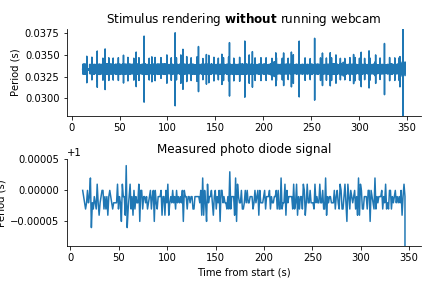 Stimulus rendering without running webcam
0.0375
0.0350
0.0325
0.0300
Period (s)
0 50 100 150 200 250 300 350
Measured photo diode signal
+1
0.00005
0.00000
−0.00005
Period (s)
0 50 100 150 200 250 300 350
Time from start (s)